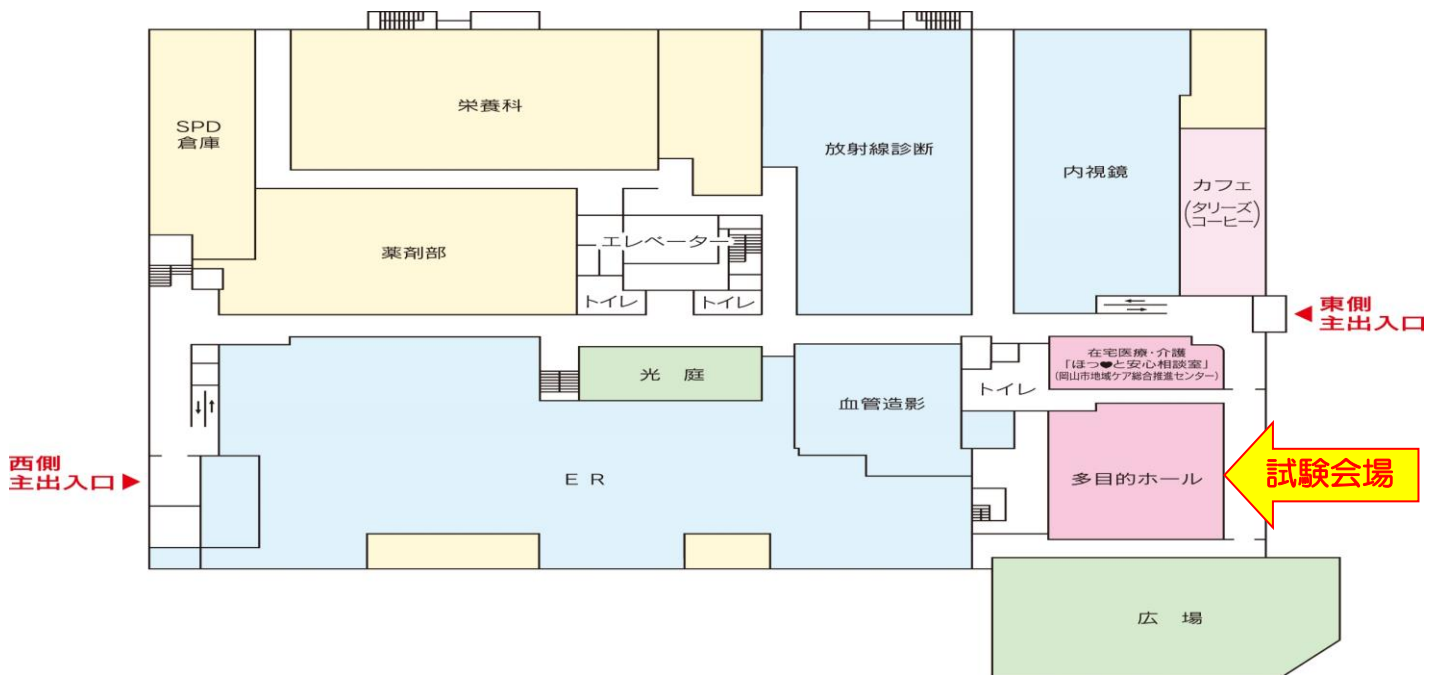 SPD
倉庫
栄養科
放射線診断
内視鏡
カフェ
(タリーズ
コーヒー)
薬剤部
エレベーター
トイレ
トイレ
東側
主出入口
光 庭
在宅医療・介護
「ほっ♥と安心相談室」
(岡山市地域ケア総合推進センター)
トイレ
血管造影
西側
主出入口
E R
多目的ホール
試験会場
広 場